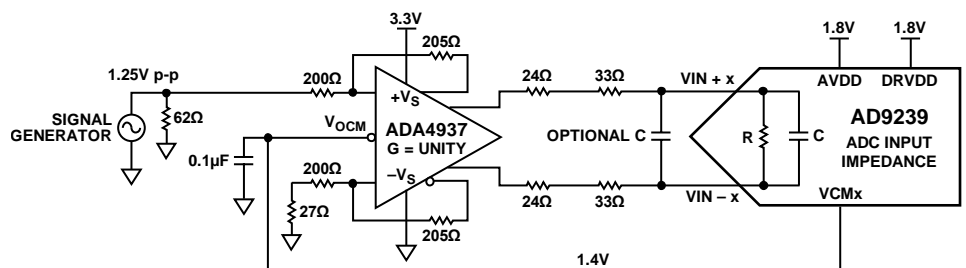 3.3V
1.8V
1.8V
205Ω
1.25V p-p
200Ω
24Ω
33Ω
VIN + x
AVDD
DRVDD
+VS
SIGNAL
GENERATOR
62Ω
VOCM
ADA4937
G = UNITY
OPTIONAL C
R
C
AD9239
ADC INPUT
IMPEDANCE
0.1µF
200Ω
–VS
27Ω
205Ω
24Ω
33Ω
VIN – x
VCMx
1.4V